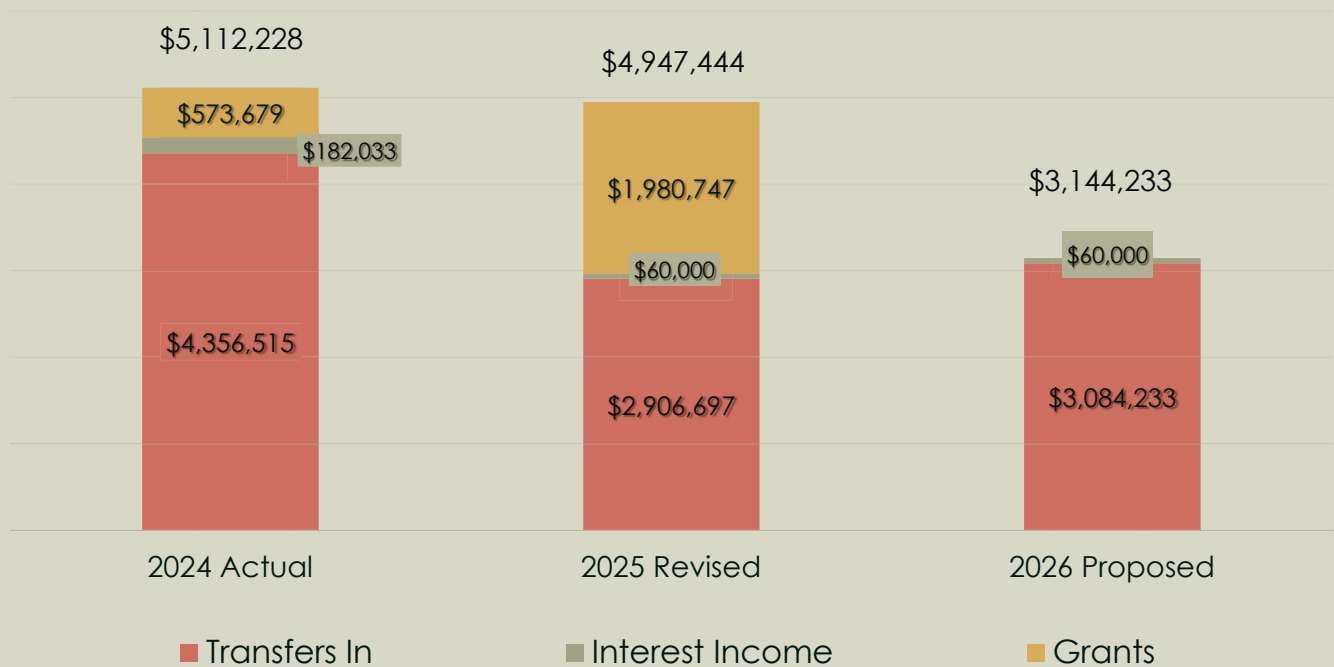 $5,112,228
$4,947,444
$573,679
$182,033
$1,980,747
$3,144,233
$60,000
$60,000
$4,356,515
$2,906,697
$3,084,233
2024 Actual
2025 Revised
2026 Proposed
Transfers In
Interest Income
Grants